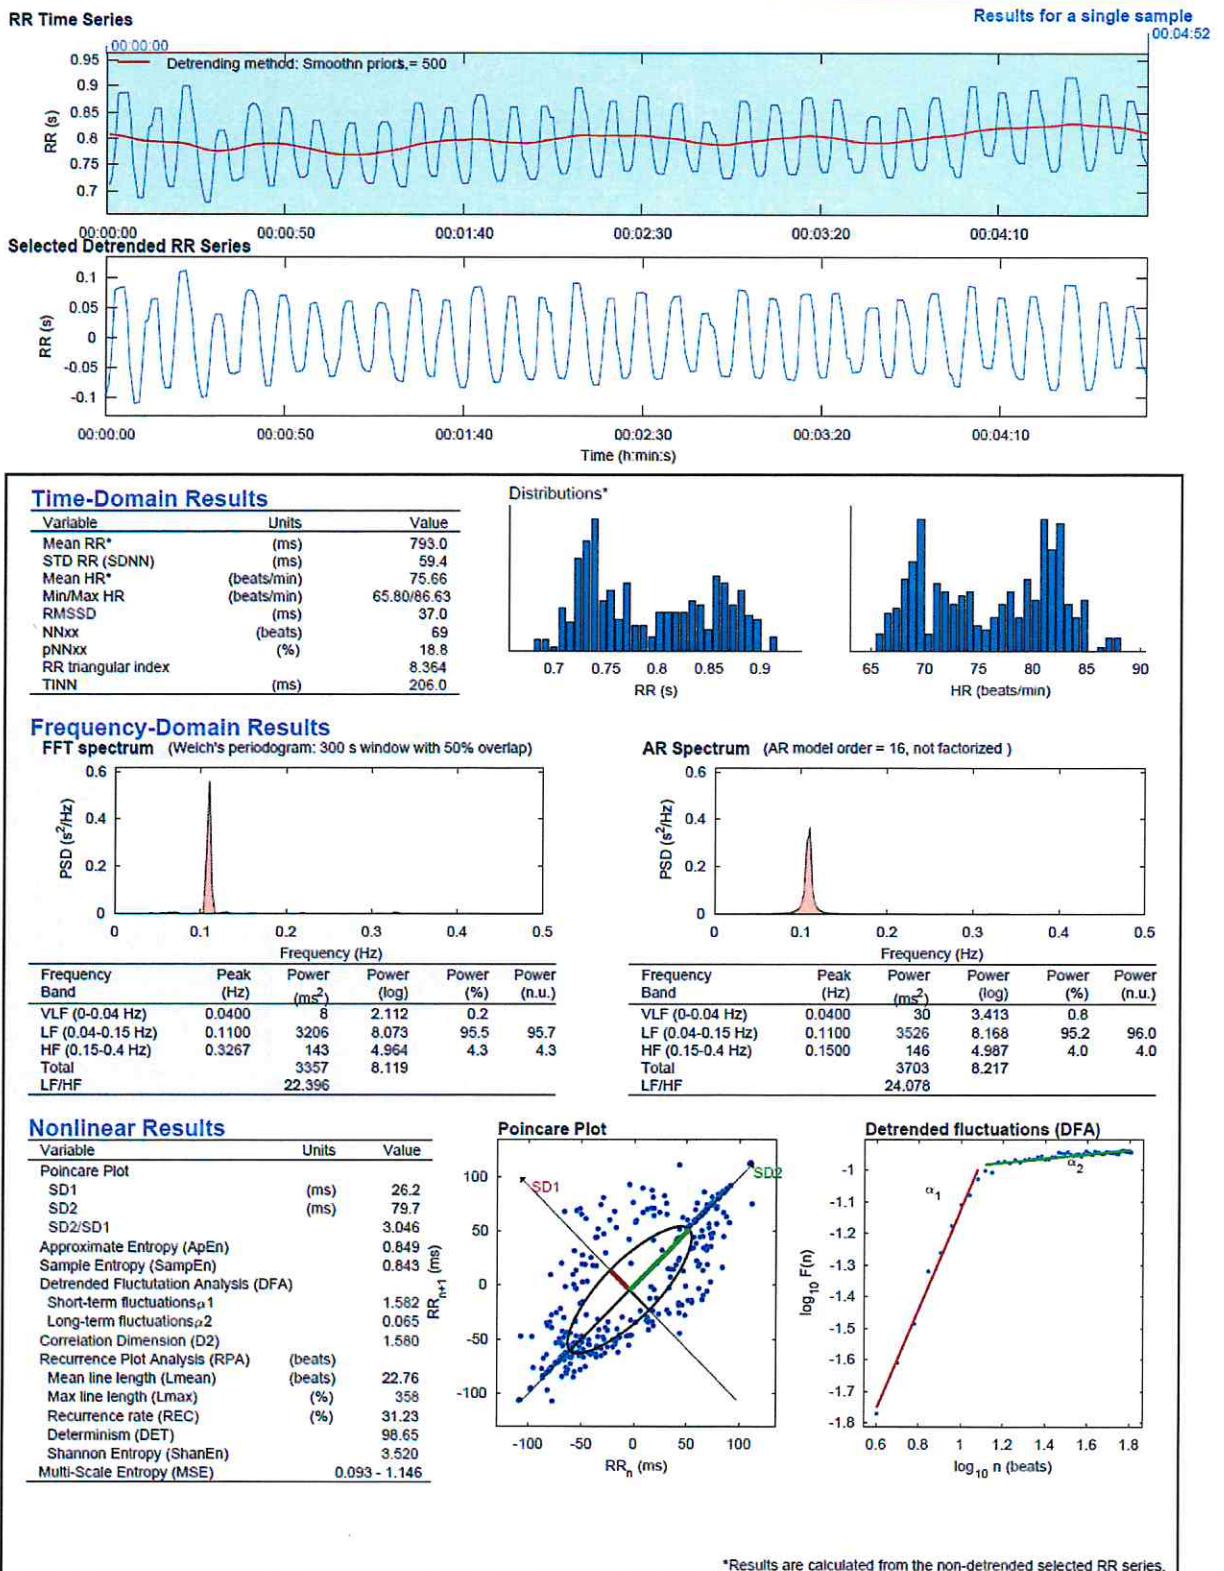 RR Time Series
Results for a single sample
00:00:00
00:04:52
Detrending method: Smoothn priors,= 500
0.95
0.9
0.85
0.8
0.75
0.7
RR (s)
00:00:00 00:00:50 00:01:40 00:02:30 00:03:20 00:04:10
Selected Detrended RR Series
0.1
0.05
0
-0.05
-0.1
RR (s)
00:00:00 00:00:50 00:01:40 00:02:30 00:03:20 00:04:10
Time (h:min:s)
Time-Domain Results
Variable Units Value
Mean RR* (ms) 793.0
STD RR (SDNN) (ms) 59.4
Mean HR* (beats/min) 75.66
Min/Max HR (beats/min) 65.80/86.63
RMSSD (ms) 37.0
NNxx (beats) 69
pNNxx (%) 18.8
RR triangular index 8.364
TINN (ms) 206.0
Distributions*
0.7 0.75 0.8 0.85 0.9
RR (s)
65 70 75 80 85 90
HR (beats/min)
Frequency-Domain Results
FFT spectrum (Welch's periodogram: 300 s window with 50% overlap)
0.6
0.4
0.2
0
PSD (s²/Hz)
0 0.1 0.2 0.3 0.4 0.5
Frequency (Hz)
Frequency Band Peak (Hz) Power (ms²) Power (log) Power (%) Power (n.u.)
VLF (0-0.04 Hz) 0.0400 8 2.112 0.2
LF (0.04-0.15 Hz) 0.1100 3206 8.073 95.5 95.7
HF (0.15-0.4 Hz) 0.3267 143 4.964 4.3 4.3
Total 3357 8.119
LF/HF 22.396
AR Spectrum (AR model order = 16, not factorized )
0.6
0.4
0.2
0
PSD (s²/Hz)
0 0.1 0.2 0.3 0.4 0.5
Frequency (Hz)
Frequency Band Peak (Hz) Power (ms²) Power (log) Power (%) Power (n.u.)
VLF (0-0.04 Hz) 0.0400 30 3.413 0.8
LF (0.04-0.15 Hz) 0.1100 3526 8.168 95.2 96.0
HF (0.15-0.4 Hz) 0.1500 146 4.987 4.0 4.0
Total 3703 8.217
LF/HF 24.078
Nonlinear Results
Variable Units Value
Poincare Plot
SD1 (ms) 26.2
SD2 (ms) 79.7
SD2/SD1 3.046
Approximate Entropy (ApEn) 0.849
Sample Entropy (SampEn) 0.843
Detrended Fluctutation Analysis (DFA)
Short-term fluctuations α1 1.582
Long-term fluctuations α2 0.065
Correlation Dimension (D2) 1.580
Recurrence Plot Analysis (RPA) (beats)
Mean line length (Lmean) (beats) 22.76
Max line length (Lmax) (%) 358
Recurrence rate (REC) (%) 31.23
Determinism (DET) 98.65
Shannon Entropy (ShanEn) 3.520
Multi-Scale Entropy (MSE) 0.093 - 1.146
Poincare Plot
SD1
SD2
100
50
0
-50
-100
RRn+1 (ms)
-100 -50 0 50 100
RRn (ms)
Detrended fluctuations (DFA)
α1
α2
-1
-1.1
-1.2
-1.3
-1.4
-1.5
-1.6
-1.7
-1.8
log10 F(n)
0.6 0.8 1 1.2 1.4 1.6 1.8
log10 n (beats)
*Results are calculated from the non-detrended selected RR series.